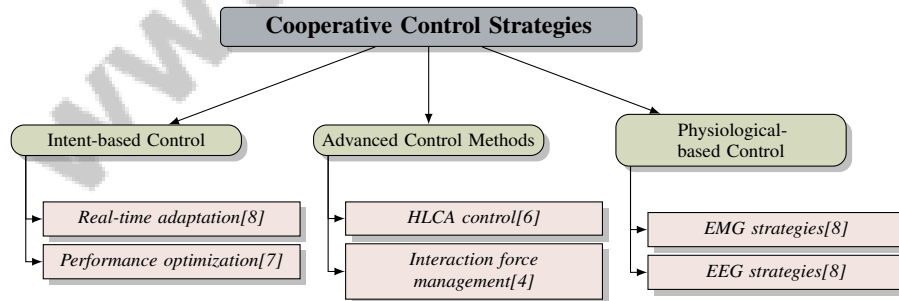 Cooperative Control Strategies
Intent-based Control
Real-time adaptation[8]
Performance optimization[7]
Advanced Control Methods
HLCA control[6]
Interaction force
management[4]
Physiological-
based Control
EMG strategies[8]
EEG strategies[8]